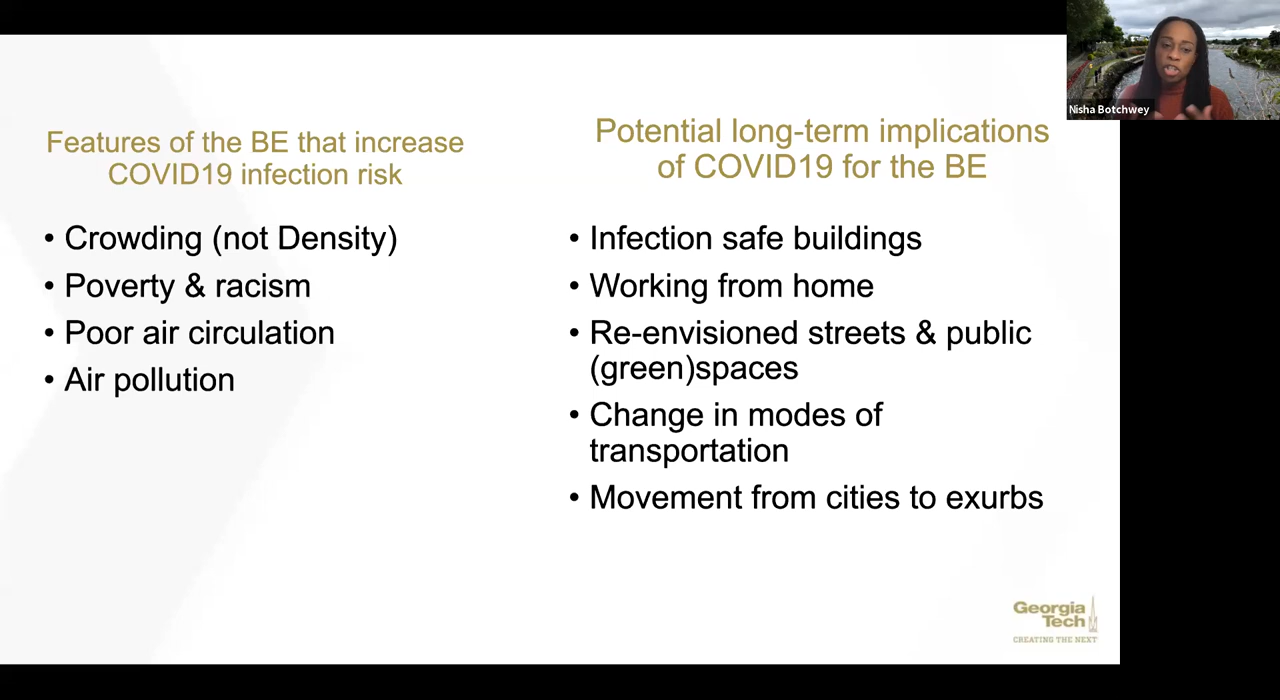 Nisha Botchwey
Features of the BE that increase
COVID19 infection risk
• Crowding (not Density)
• Poverty & racism
• Poor air circulation
• Air pollution
Potential long-term implications
of COVID19 for the BE
• Infection safe buildings
• Working from home
• Re-envisioned streets & public
(green)spaces
• Change in modes of
transportation
• Movement from cities to exurbs
Georgia
Tech
CREATING THE NEXT